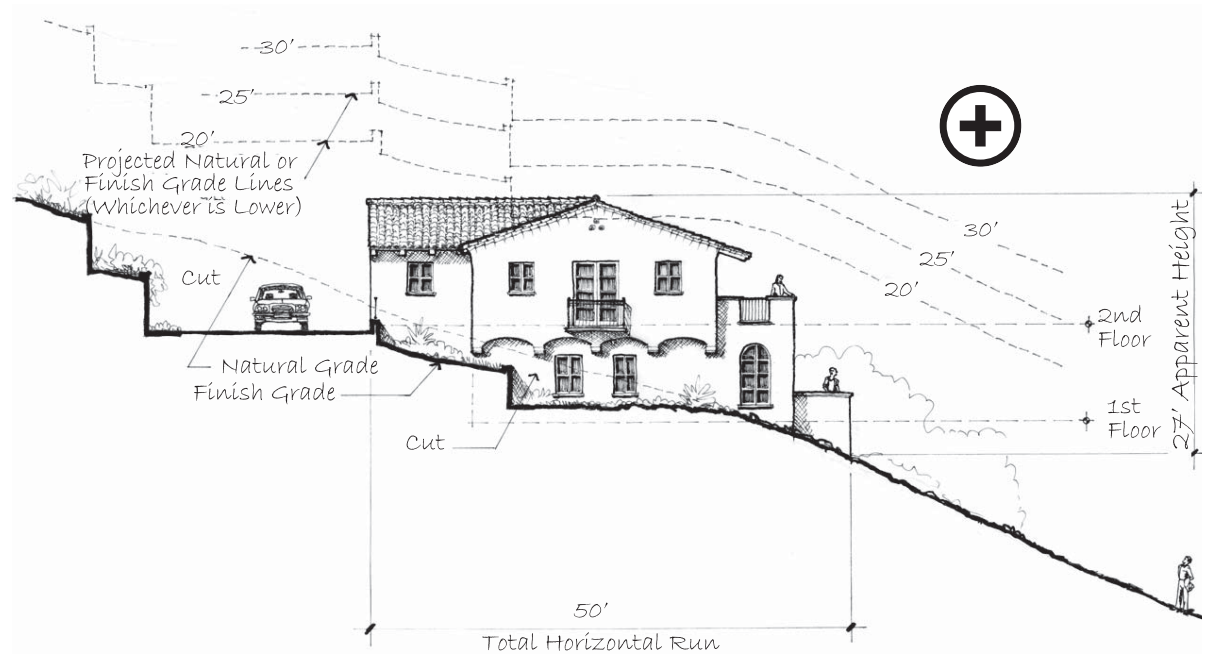 30'
25'
20'
Projected Natural or
Finish Grade Lines
(Whichever is Lower)
Cut
Natural Grade
Finish Grade
Cut
30'
25'
20'
2nd
Floor
1st
Floor
27' Apparent Height
50'
Total Horizontal Run